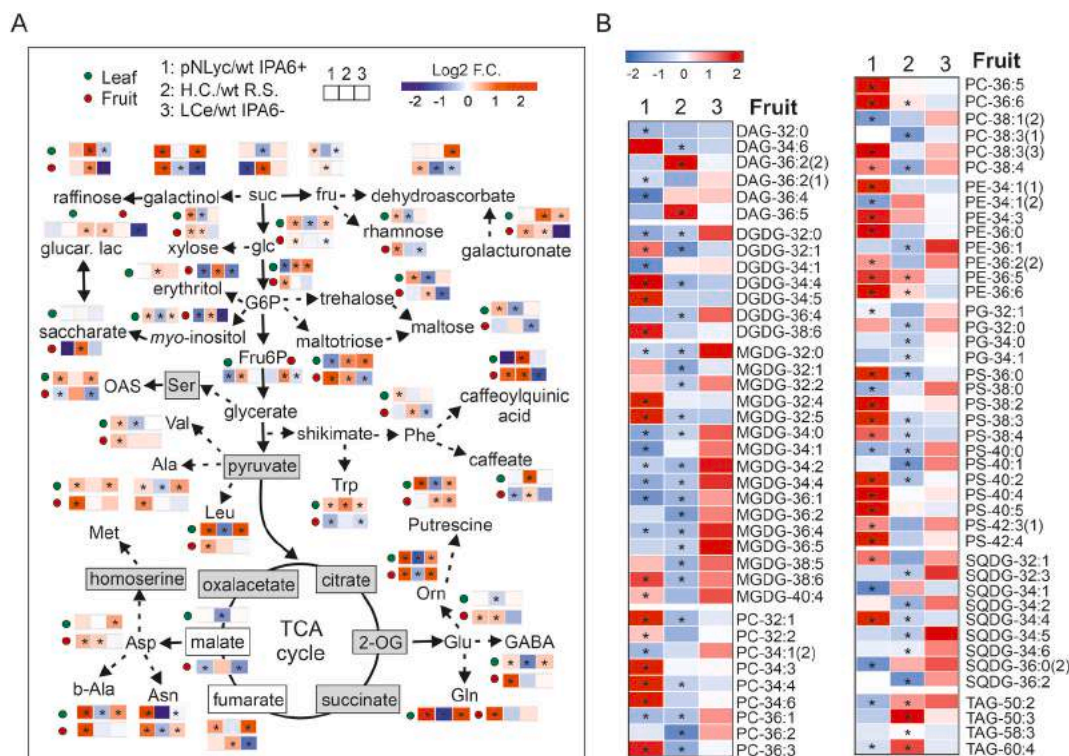 A
Leaf
Fruit
1: pNLyc/wt IPA6+
2: H.C./wt R.S.
3: LCe/wt IPA6-
1 2 3
Log2 F.C.
-2 -1 0 1 2
raffinose
galactinol
suc
fru
dehydroascorbate
glucar. lac
xylose
glc
rhamnose
galacturonate
erythritol
G6P
trehalose
saccharate
myo-inositol
maltotriose
maltose
Fru6P
OAS
Ser
glycerate
caffeoylquinic
acid
Val
shikimate
Phe
Ala
pyruvate
Trp
caffeate
Leu
Putrescine
Met
homoserine
oxalacetate
citrate
Orn
Asp
malate
TCA
cycle
2-OG
Glu
GABA
b-Ala
Asn
fumarate
succinate
Gln
B
-2 -1 0 1 2
1 2 3 Fruit
DAG-32:0
DAG-34:6
DAG-36:2(2)
DAG-36:2(1)
DAG-36:4
DAG-36:5
DGDG-32:0
DGDG-32:1
DGDG-34:1
DGDG-34:4
DGDG-34:5
DGDG-36:4
DGDG-38:6
MGDG-32:0
MGDG-32:1
MGDG-32:2
MGDG-32:4
MGDG-32:5
MGDG-34:0
MGDG-34:1
MGDG-34:2
MGDG-34:4
MGDG-36:1
MGDG-36:2
MGDG-36:4
MGDG-36:5
MGDG-38:5
MGDG-38:6
MGDG-40:4
PC-32:1
PC-32:2
PC-34:1(2)
PC-34:3
PC-34:4
PC-34:6
PC-36:1
PC-36:2
PC-36:3
1 2 3 Fruit
PC-36:5
PC-36:6
PC-38:1(2)
PC-38:3(1)
PC-38:3(3)
PC-38:4
PE-34:1(1)
PE-34:1(2)
PE-34:3
PE-36:0
PE-36:1
PE-36:2(2)
PE-36:5
PE-36:6
PG-32:1
PG-32:0
PG-34:0
PG-34:1
PS-36:0
PS-38:0
PS-38:2
PS-38:3
PS-38:4
PS-40:0
PS-40:1
PS-40:2
PS-40:4
PS-40:5
PS-42:3(1)
PS-42:4
SQDG-32:1
SQDG-32:3
SQDG-34:1
SQDG-34:2
SQDG-34:4
SQDG-34:5
SQDG-34:6
SQDG-36:0(2)
SQDG-36:2
TAG-50:2
TAG-50:3
TAG-58:3
TAG-60:4